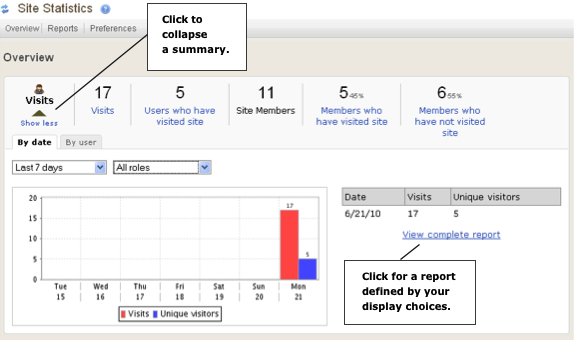 Site Statistics
Overview Reports Preferences
Click to
collapse
a summary.
Overview
Visits
Show less
17
Visits
5
Users who have
visited site
11
Site Members
5 45%
Members who
have visited site
6 55%
Members who
have not visited
site
By date By user
Last 7 days All roles
20
15
10
5
0
17
5
Tue Wed Thu Fri Sat Sun Mon
15 16 17 18 19 20 21
Visits Unique visitors
Date Visits Unique visitors
6/21/10 17 5
View complete report
Click for a report
defined by your
display choices.